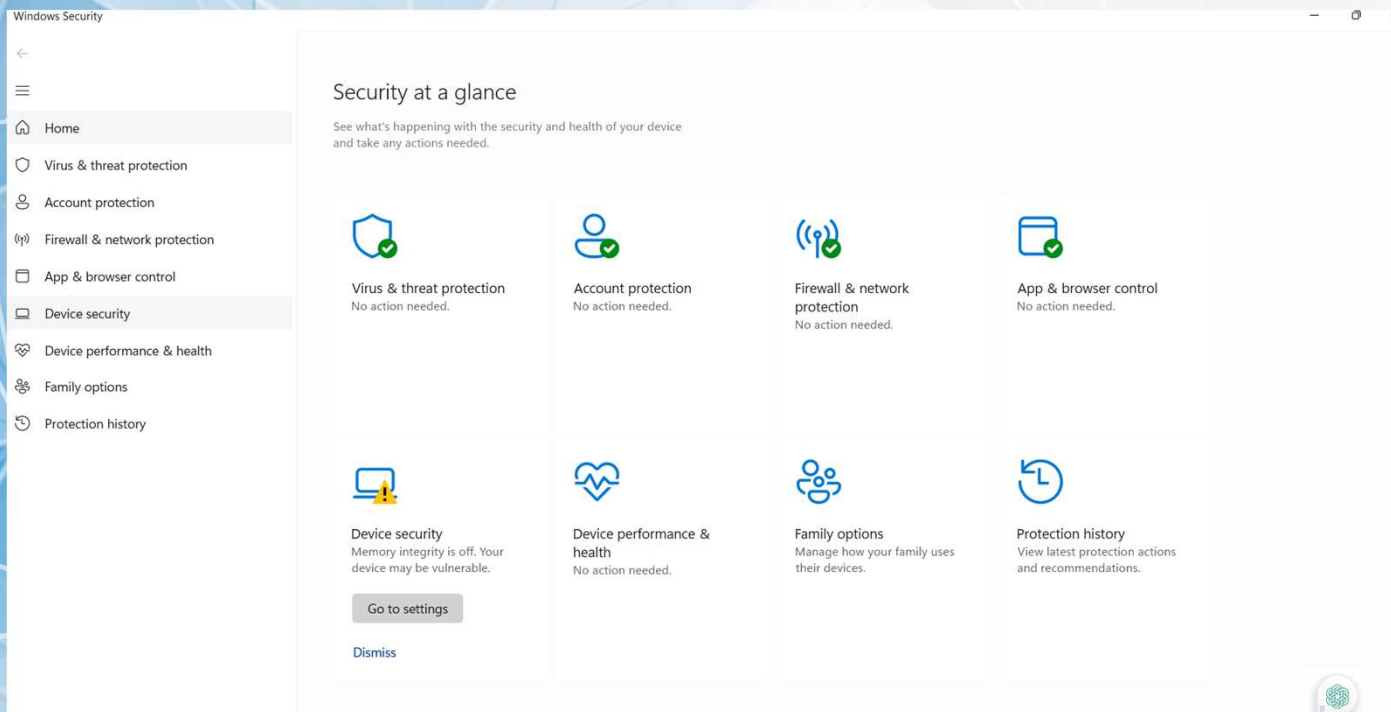 Windows Security
Home
Virus & threat protection
Account protection
Firewall & network protection
App & browser control
Device security
Device performance & health
Family options
Protection history
Security at a glance
See what's happening with the security and health of your device
and take any actions needed.
Virus & threat protection
No action needed.
Account protection
No action needed.
Firewall & network
protection
No action needed.
App & browser control
No action needed.
Device security
Memory integrity is off. Your
device may be vulnerable.
Go to settings
Dismiss
Device performance &
health
No action needed.
Family options
Manage how your family uses
their devices.
Protection history
View latest protection actions
and recommendations.